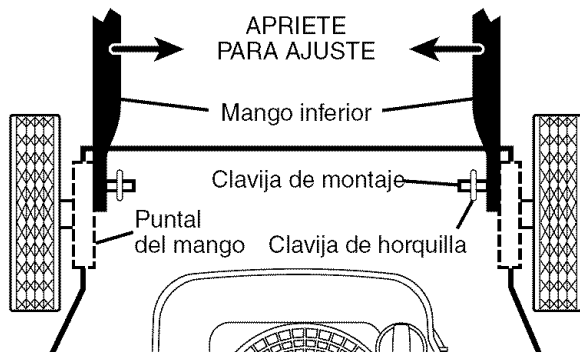 APRIETE
PARA AJUSTE
Mango inferior
Clavija de montaje
Puntal
del mango
Clavija de horquilla